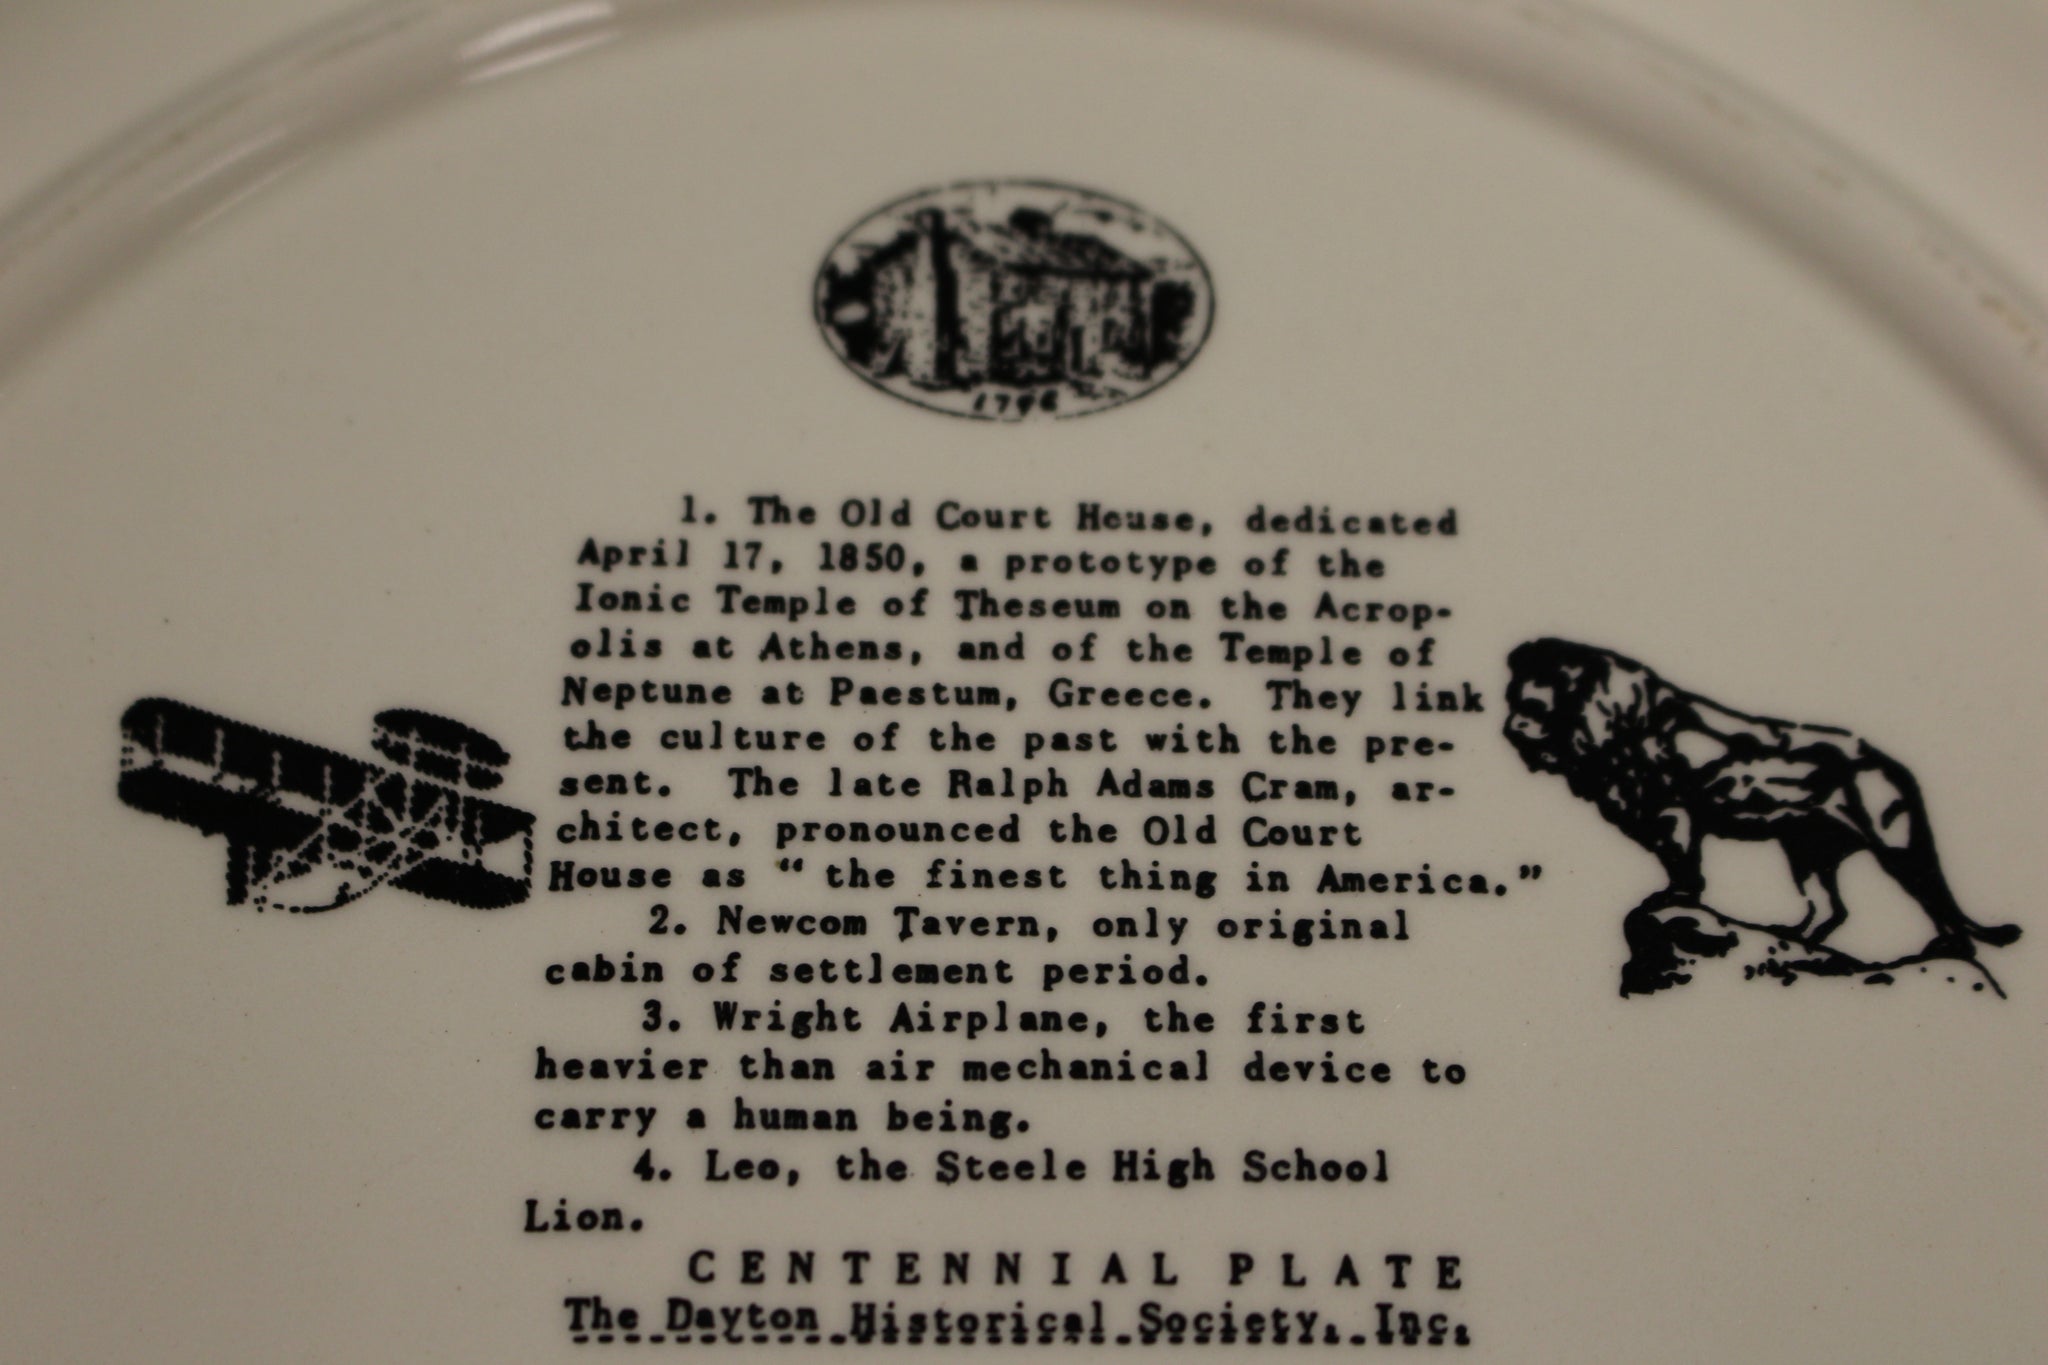 1796
1. The Old Court House, dedicated
April 17, 1850, a prototype of the
Ionic Temple of Theseum on the Acrop-
olis at Athens, and of the Temple of
Neptune at Paestum, Greece. They link
the culture of the past with the pre-
sent. The late Ralph Adams Cram, ar-
chitect, pronounced the Old Court
House as " the finest thing in America."
2. Newcom Tavern, only original
cabin of settlement period.
3. Wright Airplane, the first
heavier than air mechanical device to
carry a human being.
4. Leo, the Steele High School
Lion.
CENTENNIAL PLATE
The Dayton Historical Society, Inc.